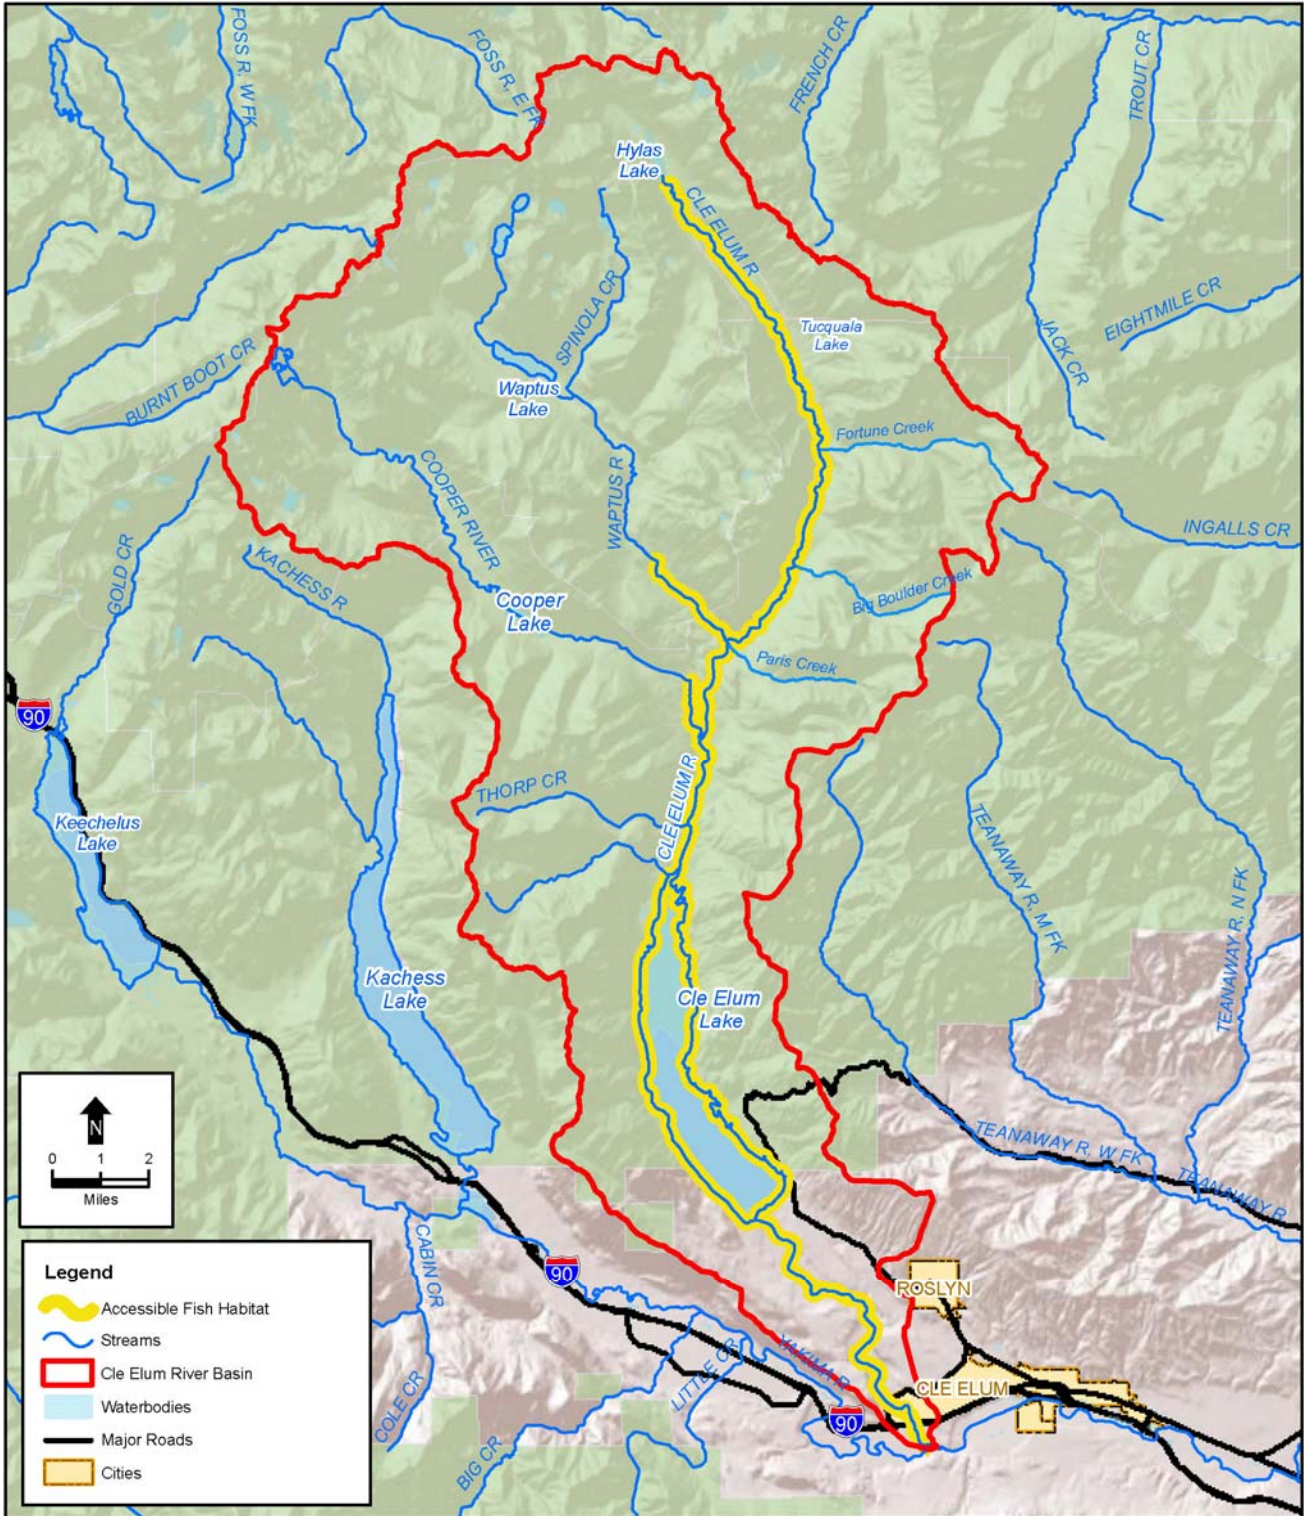 FOSS R, W FK
FOSS R, E FK
FRENCH CR
TROUT CR
Hylas
Lake
CLE ELUM R
SPINOLA CR
Tucquala
Lake
EIGHTMILE CR
JACK CR
BURNT BOOT CR
Waptus
Lake
Fortune Creek
COOPER RIVER
WAPTUS R
INGALLS CR
GOLD CR
KACHESS R
Big Boulder Creek
Cooper
Lake
Paris Creek
90
THORP CR
CLE ELUM R
Keechelus
Lake
TEANAWAY R, M FK
TEANAWAY R, N FK
Kachess
Lake
Cle Elum
Lake
N
0 1 2
Miles
TEANAWAY R, W FK
TEANAWAY R
CABIN CR
90
ROSLYN
YAKIMA R
LITTLE CR
COLE CR
CLE ELUM
90
BIG CR
Legend
Accessible Fish Habitat
Streams
Cle Elum River Basin
Waterbodies
Major Roads
Cities